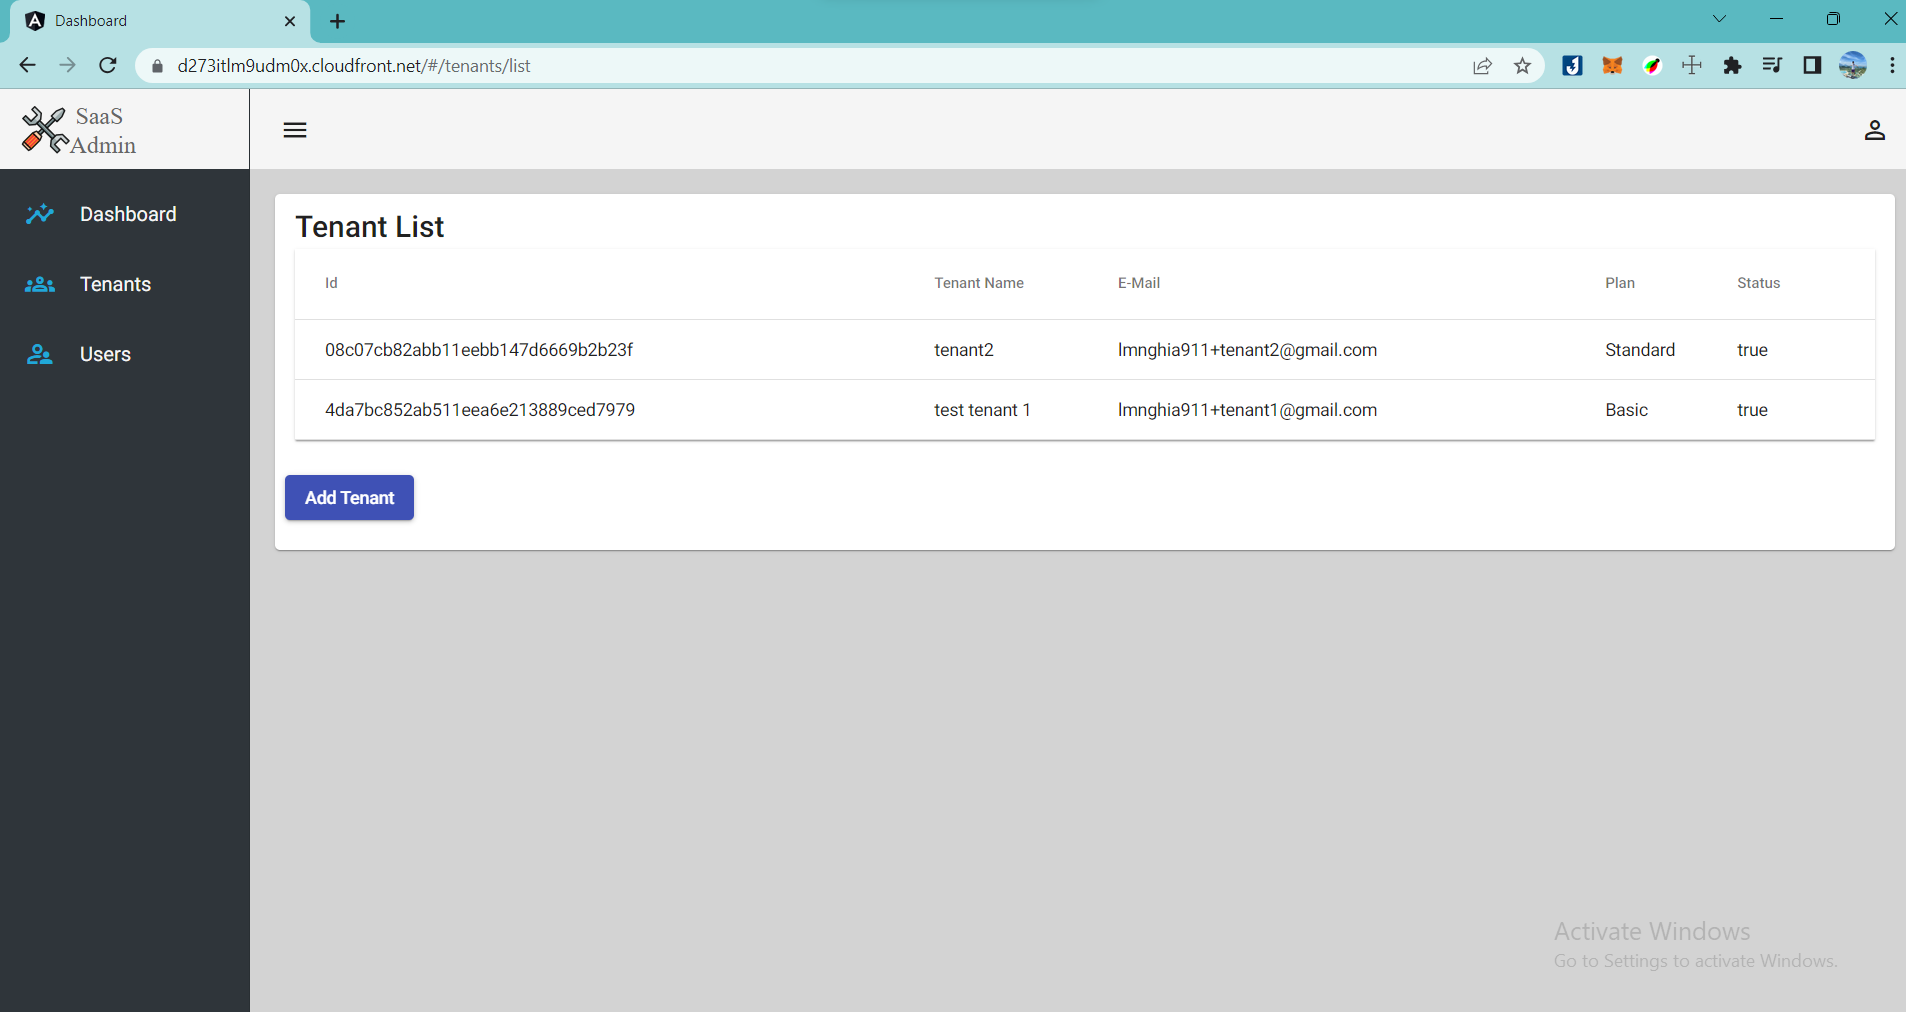 Dashboard
d273itlm9udm0x.cloudfront.net/#/tenants/list
SaaS
Admin
Dashboard
Tenants
Users
Tenant List
Id Tenant Name E-Mail Plan Status
08c07cb82abb11eebb147d6669b2b23f tenant2 lmnghia911+tenant2@gmail.com Standard true
4da7bc852ab511eea6e213889ced7979 test tenant 1 lmnghia911+tenant1@gmail.com Basic true
Add Tenant
Activate Windows
Go to Settings to activate Windows.